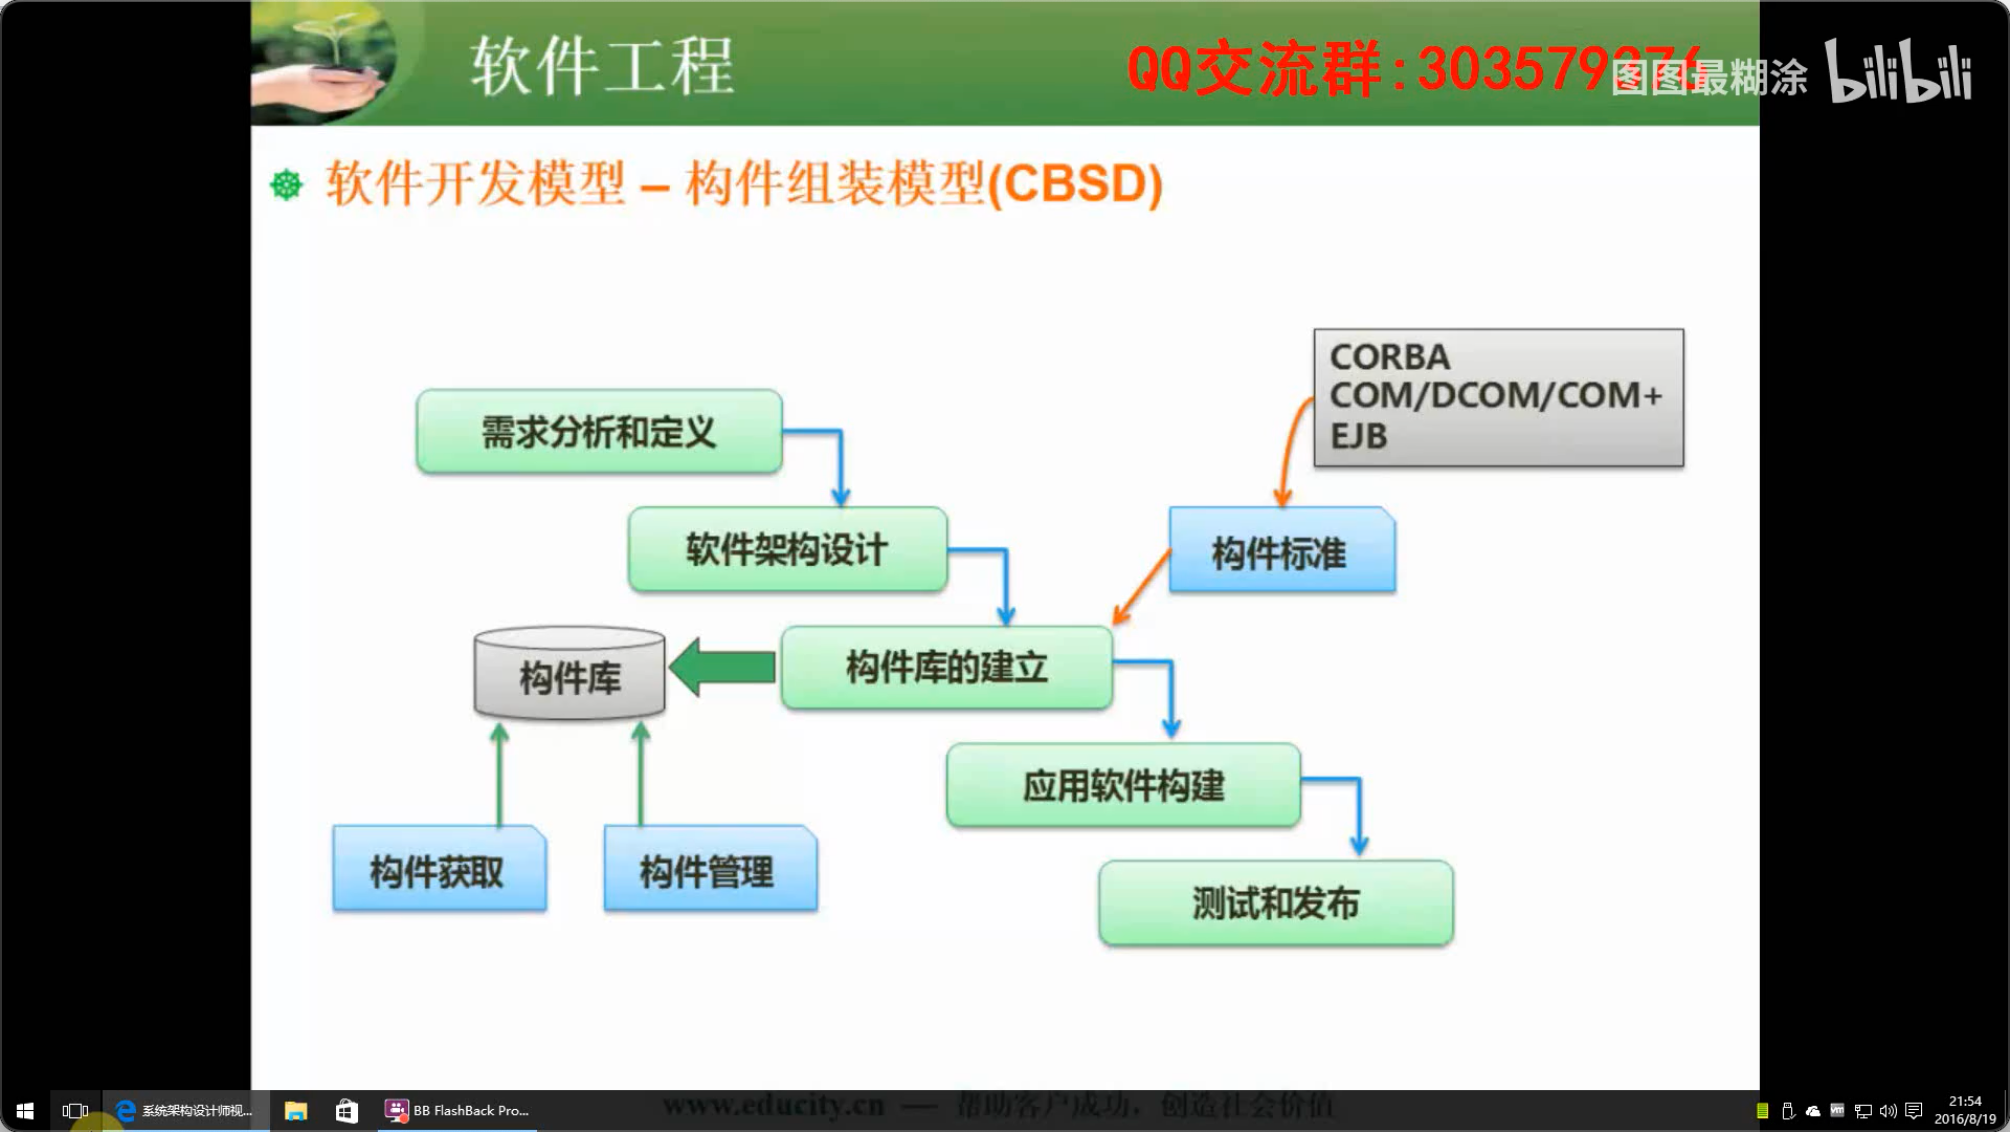 软件工程
QQ交流群:303579
图图最糊涂 bilibili
软件开发模型 – 构件组装模型(CBSD)
CORBA
COM/DCOM/COM+
EJB
需求分析和定义
软件架构设计
构件标准
构件库
构件库的建立
应用软件构建
构件获取
构件管理
测试和发布
www.educity.cn — 帮助客户成功，创造社会价值
系统架构设计师视...
BB FlashBack Pro...
21:54
2016/8/19